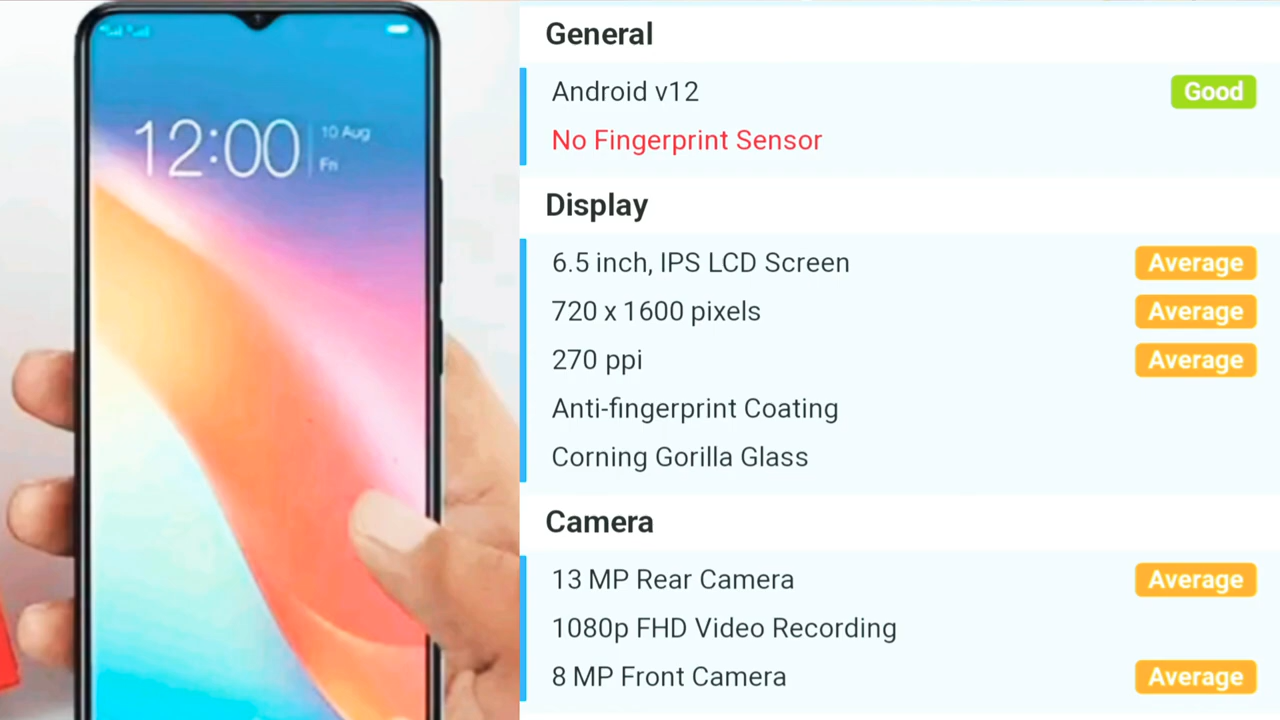 12:00
10 Aug
Fri
General
Android v12
Good
No Fingerprint Sensor
Display
6.5 inch, IPS LCD Screen
Average
720 x 1600 pixels
Average
270 ppi
Average
Anti-fingerprint Coating
Corning Gorilla Glass
Camera
13 MP Rear Camera
Average
1080p FHD Video Recording
8 MP Front Camera
Average